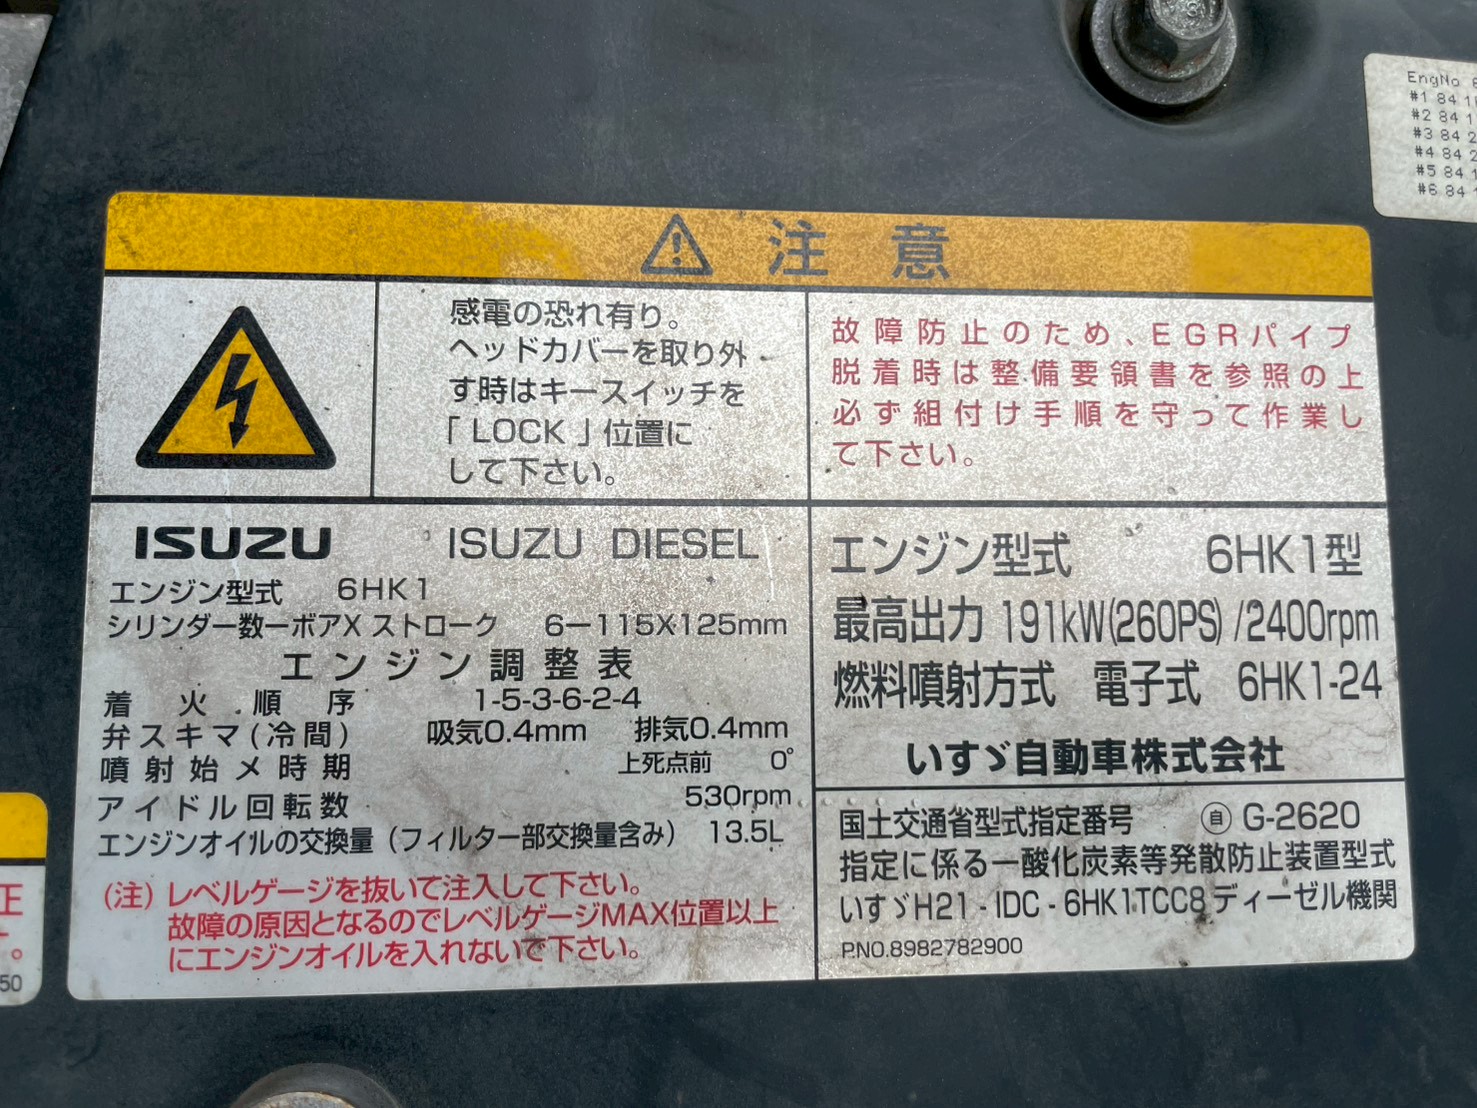 注意
感電の恐れ有り。
ヘッドカバーを取り外
す時はキースイッチを
「LOCK」位置に
して下さい。
故障防止のため、EGRパイプ
脱着時は整備要領書を参照の上
必ず組付け手順を守って作業し
て下さい。
ISUZU ISUZU DIESEL
エンジン型式 6HK1
シリンダー数ーボアX ストローク 6ー115X125mm
エンジン調整表
着火順序 1-5-3-6-2-4
弁スキマ(冷間) 吸気0.4mm 排気0.4mm
噴射始メ時期 上死点前 0°
アイドル回転数 530rpm
エンジンオイルの交換量(フィルター部交換量含み) 13.5L
(注)レベルゲージを抜いて注入して下さい。
故障の原因となるのでレベルゲージMAX位置以上
にエンジンオイルを入れないで下さい。
エンジン型式 6HK1型
最高出力 191kW(260PS)/2400rpm
燃料噴射方式 電子式 6HK1-24
いすゞ自動車株式会社
国土交通省型式指定番号 自 G-2620
指定に係る一酸化炭素等発散防止装置型式
いすゞH21-IDC-6HK1TCC8ディーゼル機関
P.NO.8982782900
EngNo
#1 84
#2 84
#3 84
#4 84
#5 84
#6 84
正
。
50